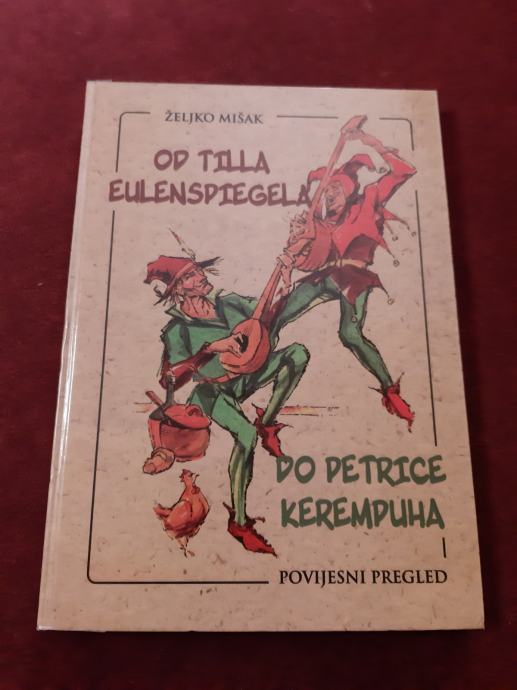 ŽELJKO MIŠAK
OD TILLA
EULENSPIEGELA
DO PETRICE
KEREMPUHA
POVIJESNI PREGLED